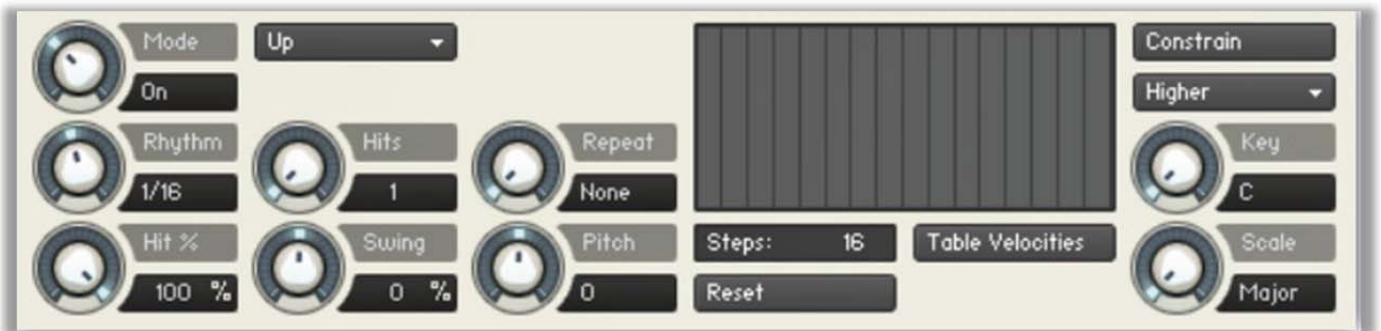 Mode Up Constrain
On Higher
Rhythm Hits Repeat Key
1/16 1 None C
Hit % Swing Pitch Steps: 16 Table Velocities Scale
100 % 0 % 0 Reset Major